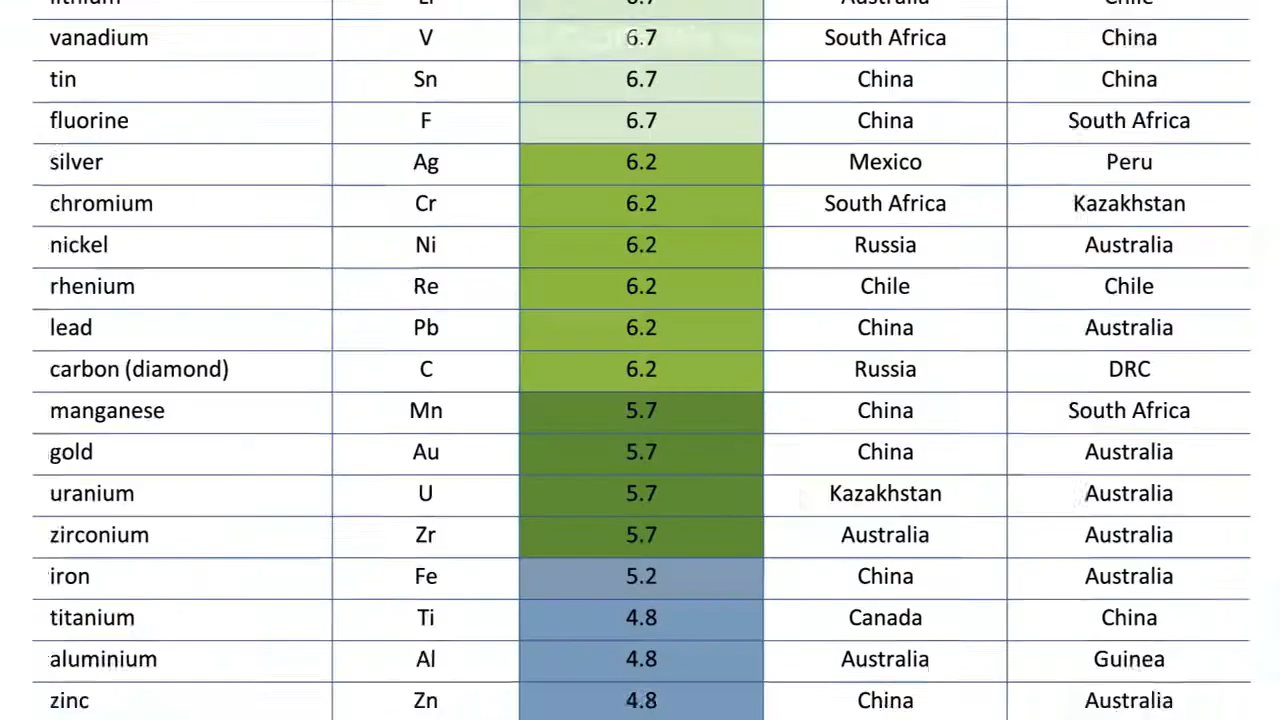 vanadium V 6.7 South Africa China
tin Sn 6.7 China China
fluorine F 6.7 China South Africa
silver Ag 6.2 Mexico Peru
chromium Cr 6.2 South Africa Kazakhstan
nickel Ni 6.2 Russia Australia
rhenium Re 6.2 Chile Chile
lead Pb 6.2 China Australia
carbon (diamond) C 6.2 Russia DRC
manganese Mn 5.7 China South Africa
gold Au 5.7 China Australia
uranium U 5.7 Kazakhstan Australia
zirconium Zr 5.7 Australia Australia
iron Fe 5.2 China Australia
titanium Ti 4.8 Canada China
aluminium Al 4.8 Australia Guinea
zinc Zn 4.8 China Australia